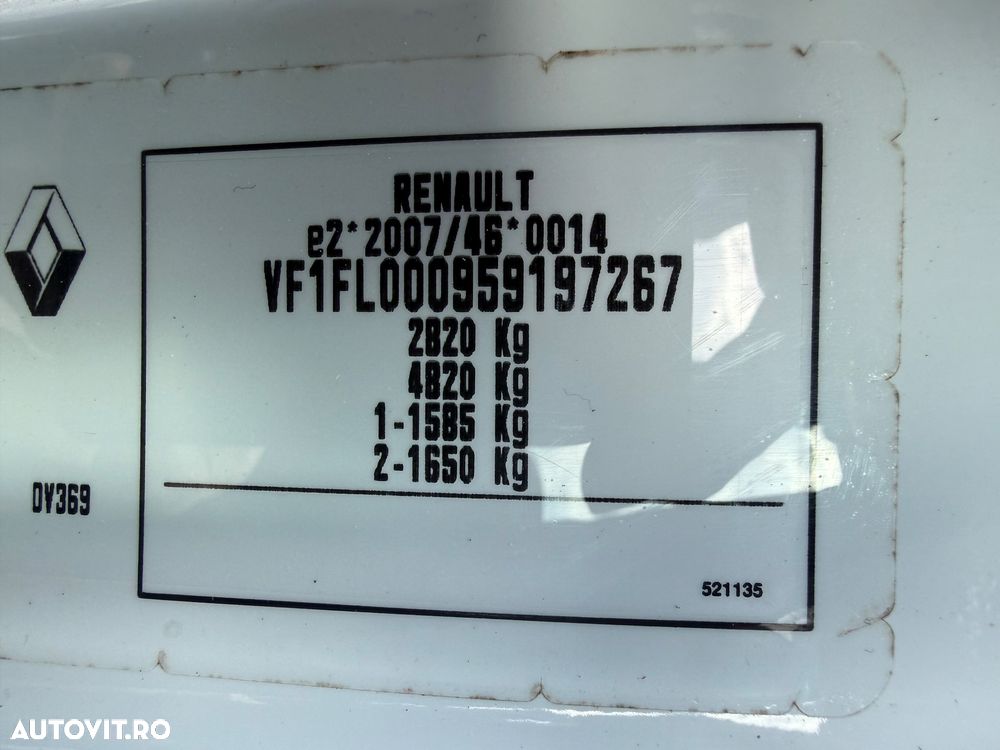 RENAULT
e2*2007/46*0014
VF1FL000959197267
2820 Kg
4820 Kg
1-1585 Kg
2-1650 Kg
DV369
521135
AUTOVIT.RO